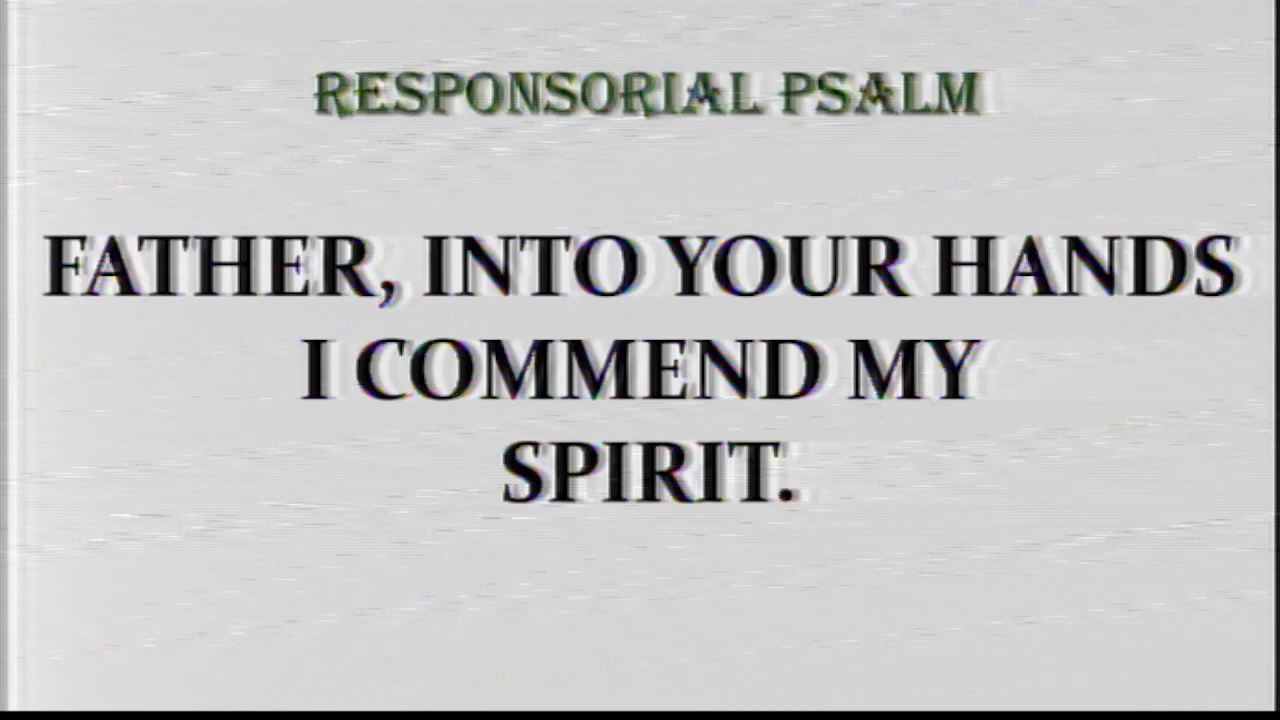 RESPONSORIAL PSALM
FATHER, INTO YOUR HANDS
I COMMEND MY
SPIRIT.